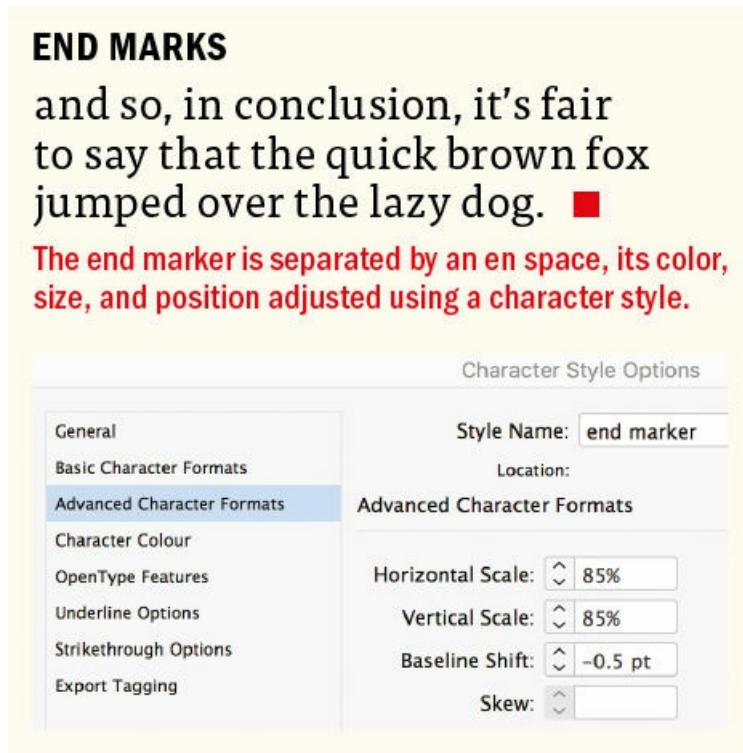 END MARKS
and so, in conclusion, it’s fair
to say that the quick brown fox
jumped over the lazy dog. ■
The end marker is separated by an en space, its color,
size, and position adjusted using a character style.
Character Style Options
General
Basic Character Formats
Advanced Character Formats
Character Colour
OpenType Features
Underline Options
Strikethrough Options
Export Tagging
Style Name: end marker
Location:
Advanced Character Formats
Horizontal Scale: 85%
Vertical Scale: 85%
Baseline Shift: -0.5 pt
Skew: